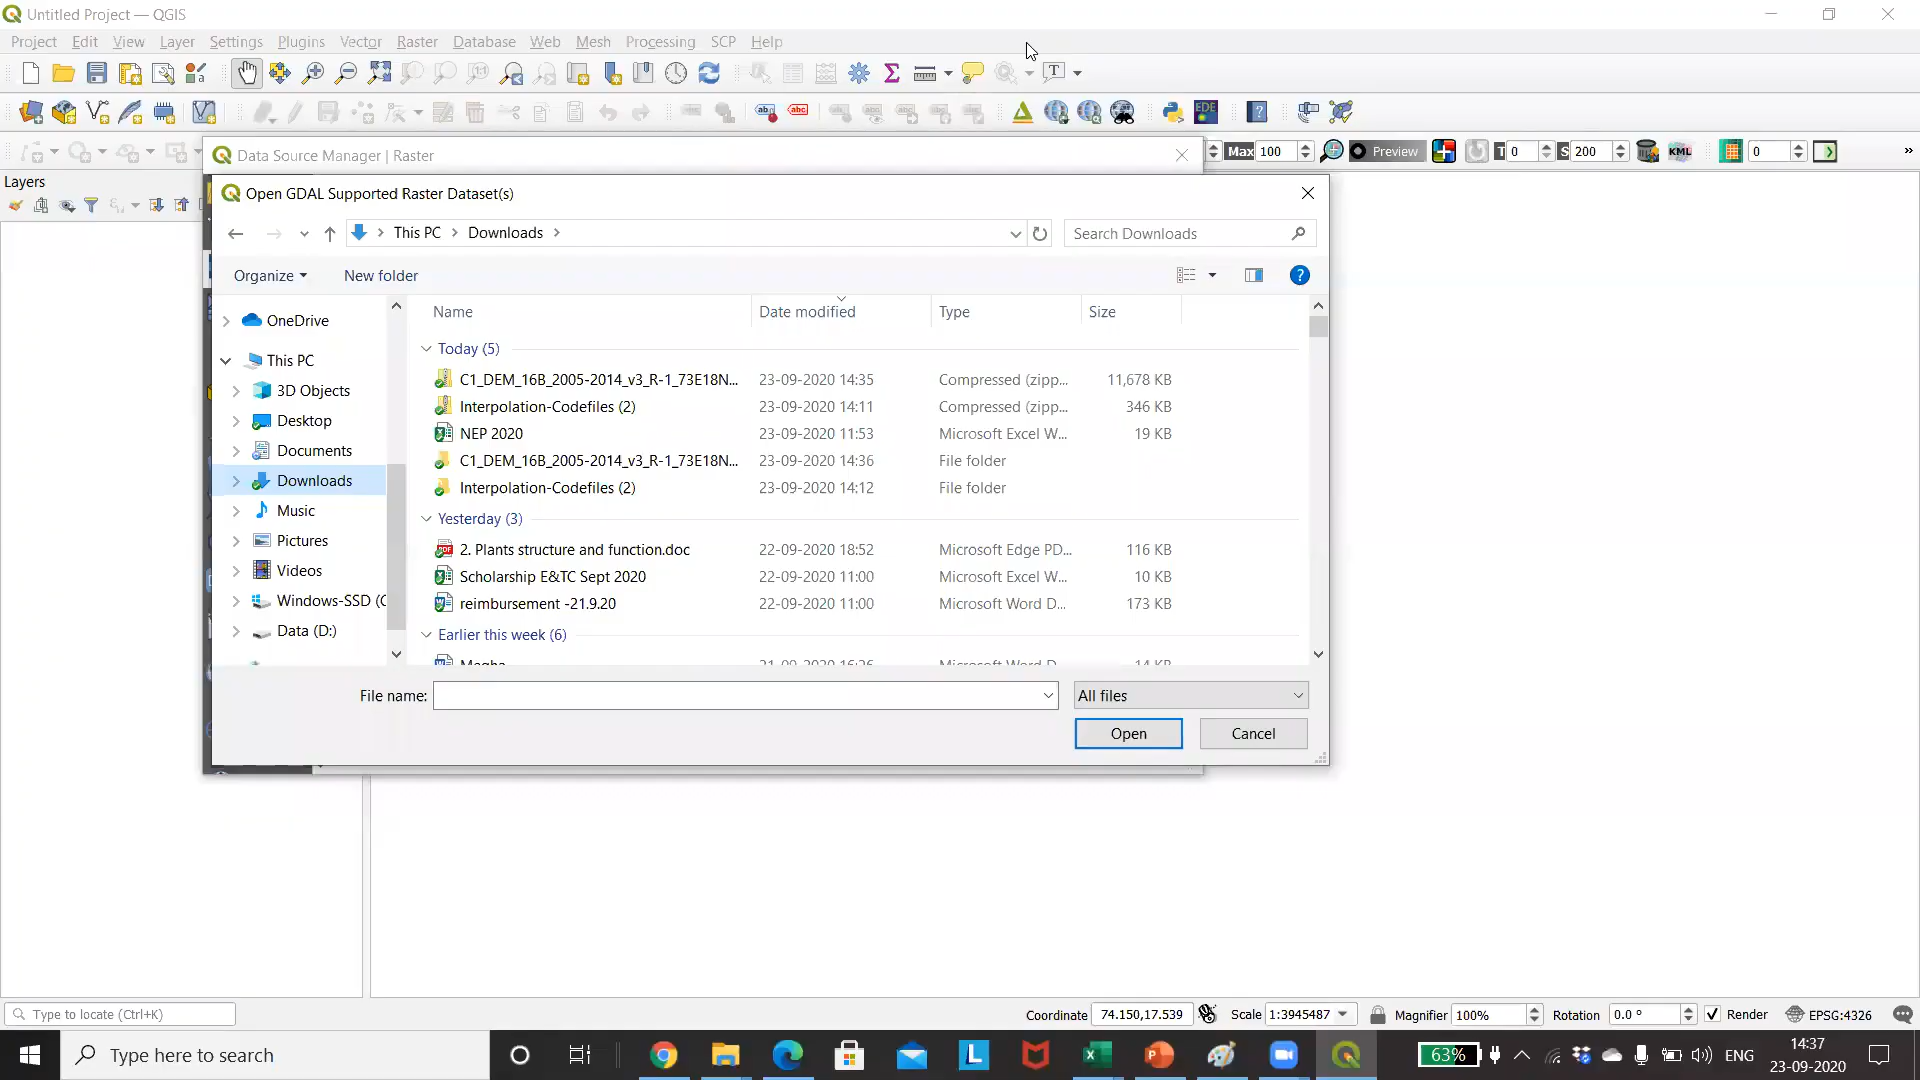 Untitled Project — QGIS
Project Edit View Layer Settings Plugins Vector Raster Database Web Mesh Processing SCP Help
Data Source Manager | Raster
Max 100 Preview T 0 S 200 KML 0 »
Layers
Open GDAL Supported Raster Dataset(s)
This PC > Downloads >
Search Downloads
Organize New folder
OneDrive
This PC
3D Objects
Desktop
Documents
Downloads
Music
Pictures
Videos
Windows-SSD (C
Data (D:)
Name Date modified Type Size
Today (5)
C1_DEM_16B_2005-2014_v3_R-1_73E18N... 23-09-2020 14:35 Compressed (zipp... 11,678 KB
Interpolation-Codefiles (2) 23-09-2020 14:11 Compressed (zipp... 346 KB
NEP 2020 23-09-2020 11:53 Microsoft Excel W... 19 KB
C1_DEM_16B_2005-2014_v3_R-1_73E18N... 23-09-2020 14:36 File folder
Interpolation-Codefiles (2) 23-09-2020 14:12 File folder
Yesterday (3)
2. Plants structure and function.doc 22-09-2020 18:52 Microsoft Edge PD... 116 KB
Scholarship E&TC Sept 2020 22-09-2020 11:00 Microsoft Excel W... 10 KB
reimbursement -21.9.20 22-09-2020 11:00 Microsoft Word D... 173 KB
Earlier this week (6)
File name: All files
Open Cancel
Type to locate (Ctrl+K) Coordinate 74.150,17.539 Scale 1:3945487 Magnifier 100% Rotation 0.0 ° Render EPSG:4326
Type here to search
63%
ENG
14:37
23-09-2020